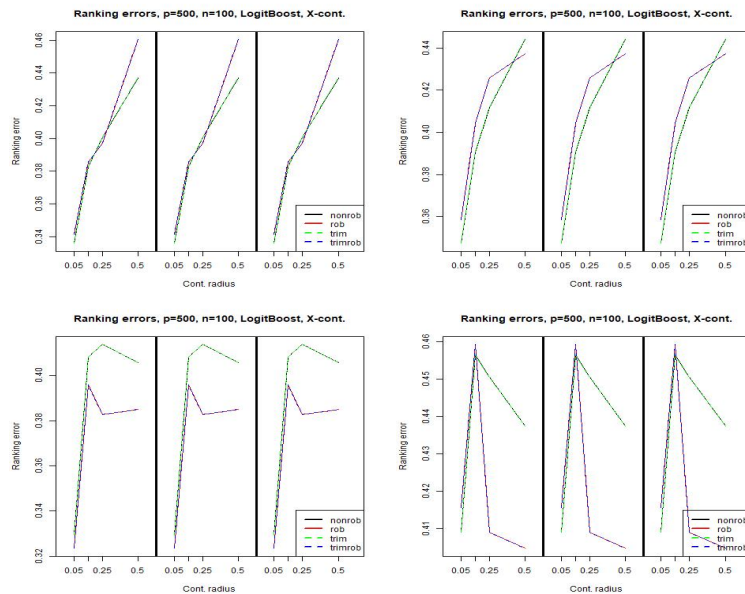 Ranking errors, p=500, n=100, LogitBoost, X-cont.
Ranking error
0.46
0.44
0.42
0.40
0.38
0.36
0.34
nonrob
rob
trim
trimrob
0.05 0.25 0.5 0.05 0.25 0.5 0.05 0.25 0.5
Cont. radius
Ranking errors, p=500, n=100, LogitBoost, X-cont.
Ranking error
0.44
0.42
0.40
0.38
0.36
nonrob
rob
trim
trimrob
0.05 0.25 0.5 0.05 0.25 0.5 0.05 0.25 0.5
Cont. radius
Ranking errors, p=500, n=100, LogitBoost, X-cont.
Ranking error
0.40
0.38
0.36
0.34
0.32
nonrob
rob
trim
trimrob
0.05 0.25 0.5 0.05 0.25 0.5 0.05 0.25 0.5
Cont. radius
Ranking errors, p=500, n=100, LogitBoost, X-cont.
Ranking error
0.46
0.45
0.44
0.43
0.42
0.41
nonrob
rob
trim
trimrob
0.05 0.25 0.5 0.05 0.25 0.5 0.05 0.25 0.5
Cont. radius